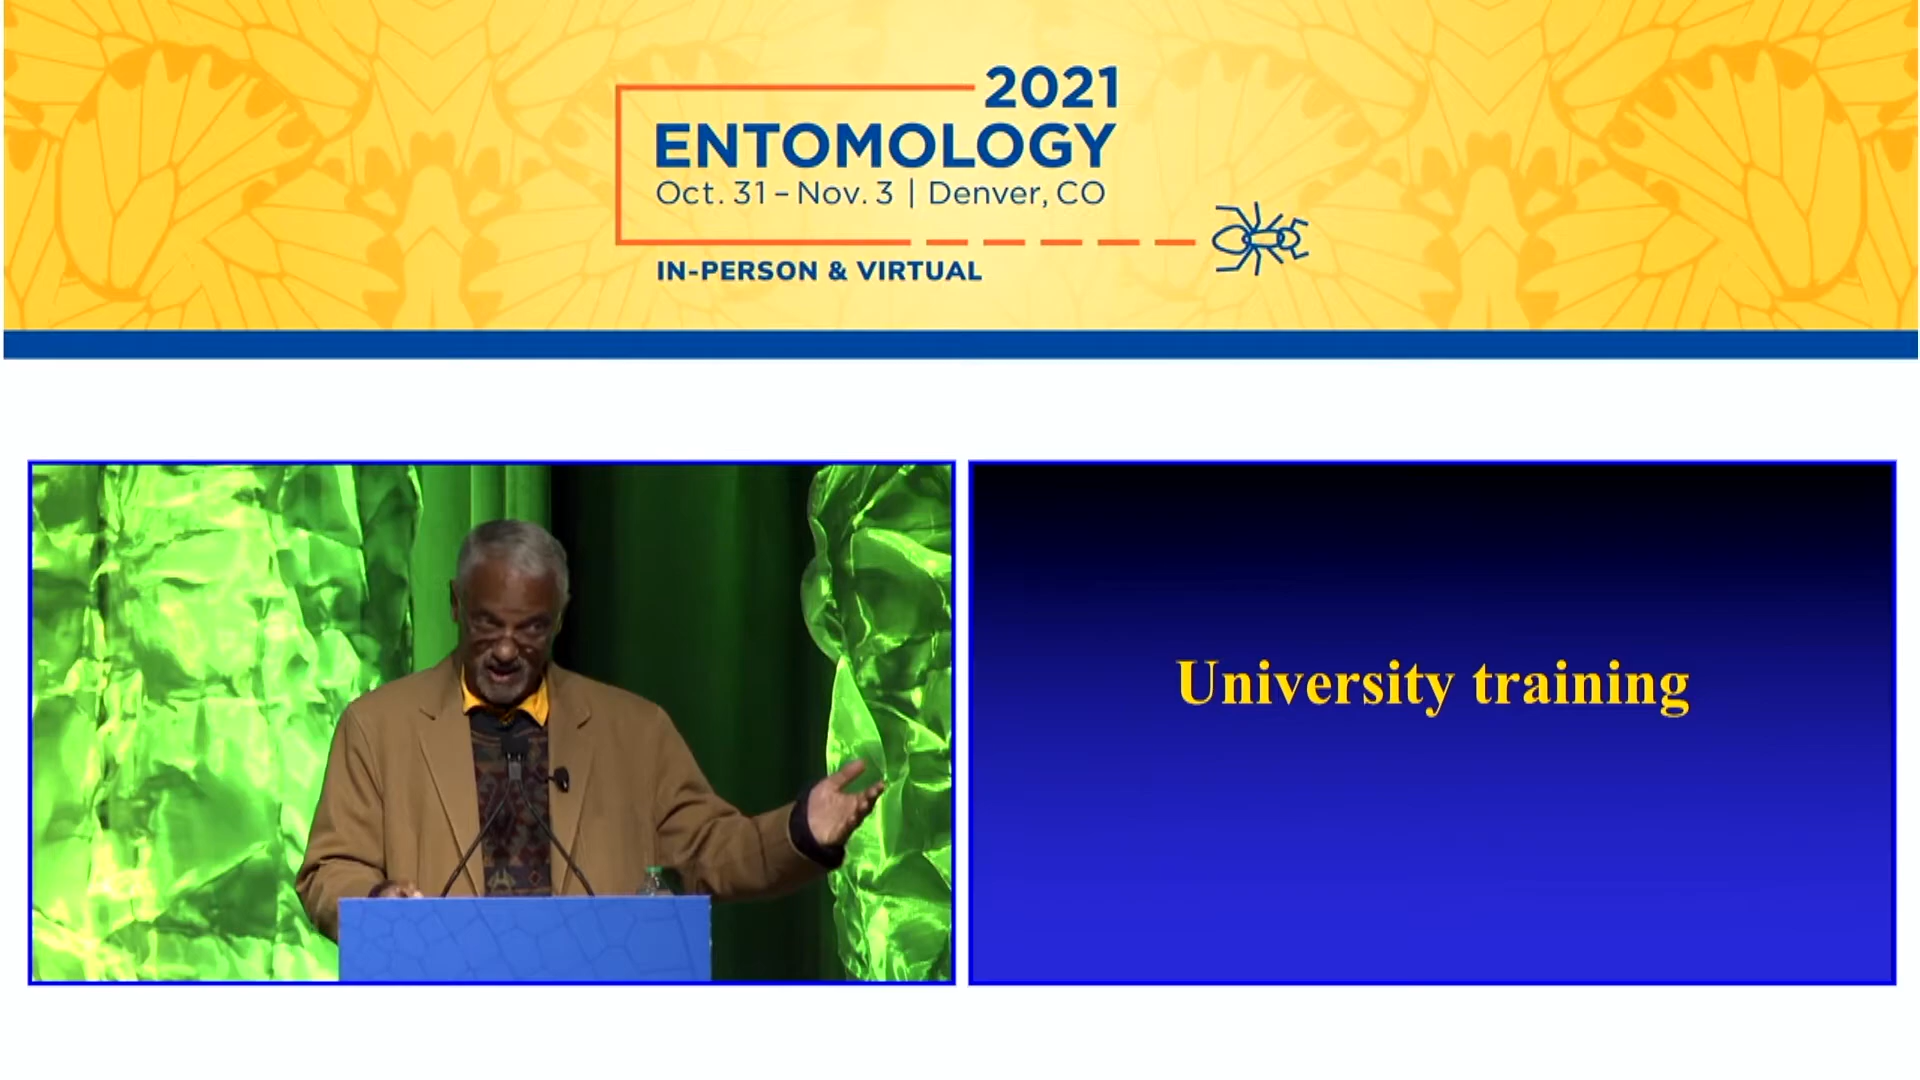 2021
ENTOMOLOGY
Oct. 31 – Nov. 3 | Denver, CO
IN-PERSON & VIRTUAL
University training